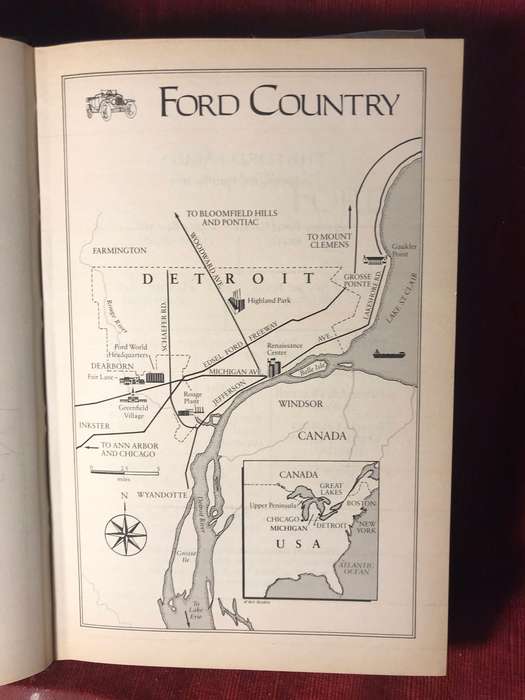 FORD COUNTRY
TO BLOOMFIELD HILLS
AND PONTIAC
TO MOUNT
CLEMENS
Gaukler
Point
FARMINGTON
WOODWARD AVE.
DETROIT
GROSSE
POINTE
LAKESHORE RD.
LAKE ST CLAIR
Highland Park
Rouge River
SCHAEFER RD.
EDSEL FORD FREEWAY
Ford World
Headquarters
Renaissance
Center
DEARBORN
Fair Lane
MICHIGAN AVE.
JEFFERSON
AVE.
Belle Isle
Greenfield
Village
Rouge
Plant
WINDSOR
INKSTER
CANADA
TO ANN ARBOR
AND CHICAGO
0 2.5 5
miles
WYANDOTTE
N
Detroit River
Grosse
Ile
To
Lake
Erie
CANADA
GREAT
LAKES
Upper Peninsula
BOSTON
CHICAGO
MICHIGAN
DETROIT
NEW
YORK
USA
ATLANTIC
OCEAN